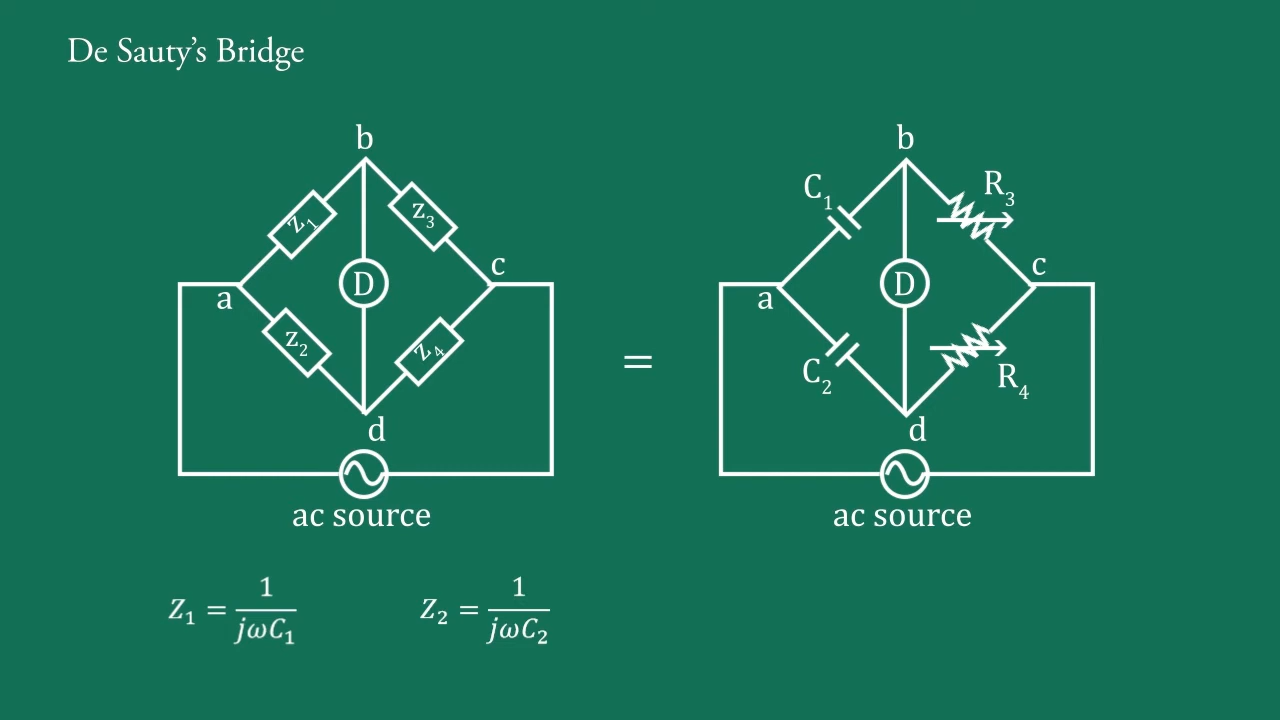 De Sauty's Bridge
b
z₁
z₃
a
D
c
z₂
z₄
d
ac source
=
b
C₁
R₃
a
D
c
C₂
R₄
d
ac source
Z₁ = 1/jωC₁
Z₂ = 1/jωC₂